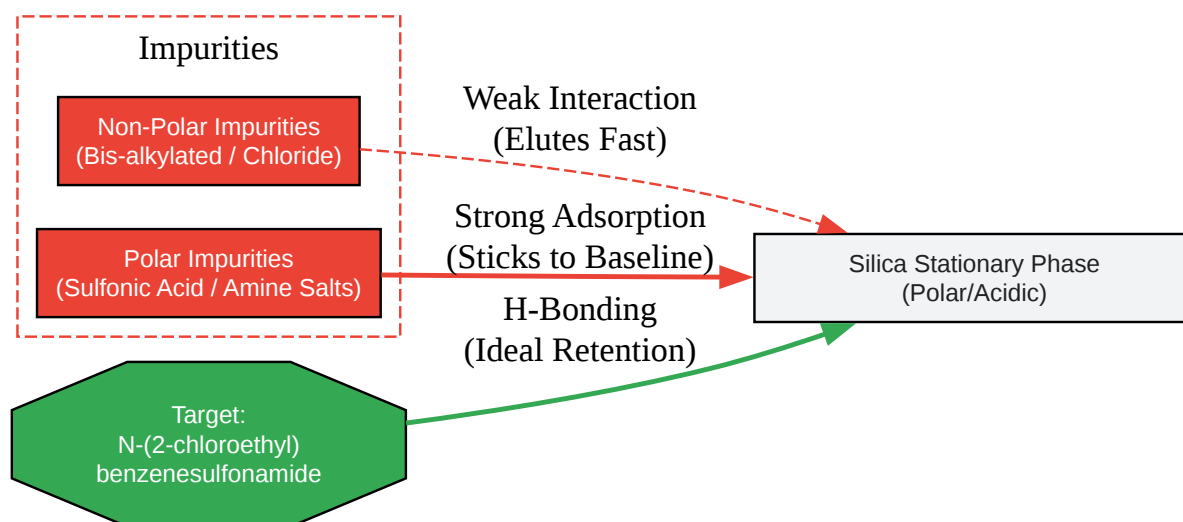 Impurities
Non-Polar Impurities
(Bis-alkylated / Chloride)
Weak Interaction
(Elutes Fast)
Polar Impurities
(Sulfonic Acid / Amine Salts)
Strong Adsorption
(Sticks to Baseline)
Silica Stationary Phase
(Polar/Acidic)
H-Bonding
(Ideal Retention)
Target:
N-(2-chloroethyl)
benzenesulfonamide